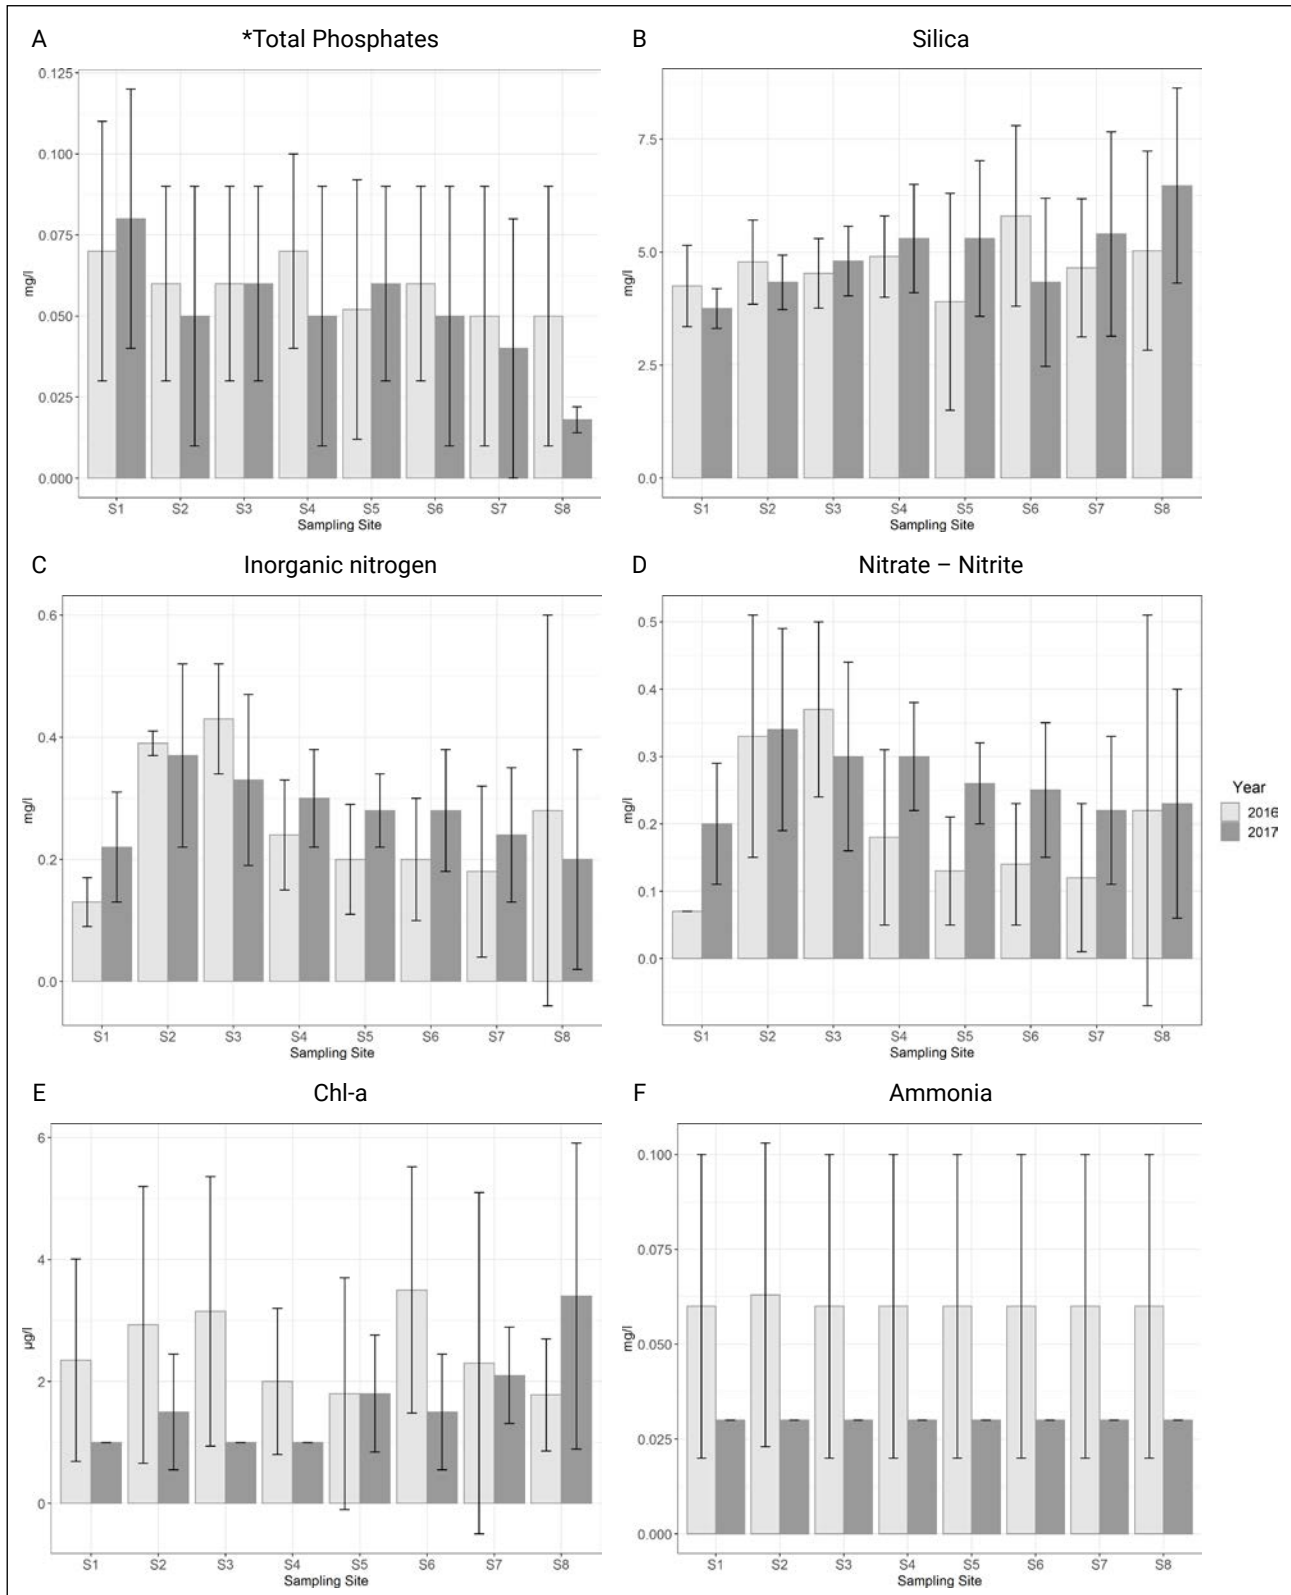 A *Total Phosphates
0.125
0.100
0.075
0.050
0.025
0.000
mg/l
S1 S2 S3 S4 S5 S6 S7 S8
Sampling Site
B Silica
7.5
5.0
2.5
0.0
mg/l
S1 S2 S3 S4 S5 S6 S7 S8
Sampling Site
C Inorganic nitrogen
0.6
0.4
0.2
0.0
mg/l
S1 S2 S3 S4 S5 S6 S7 S8
Sampling Site
D Nitrate – Nitrite
0.5
0.4
0.3
0.2
0.1
0.0
mg/l
S1 S2 S3 S4 S5 S6 S7 S8
Sampling Site
Year
2016
2017
E Chl-a
6
4
2
0
µg/l
S1 S2 S3 S4 S5 S6 S7 S8
Sampling Site
F Ammonia
0.100
0.075
0.050
0.025
0.000
mg/l
S1 S2 S3 S4 S5 S6 S7 S8
Sampling Site